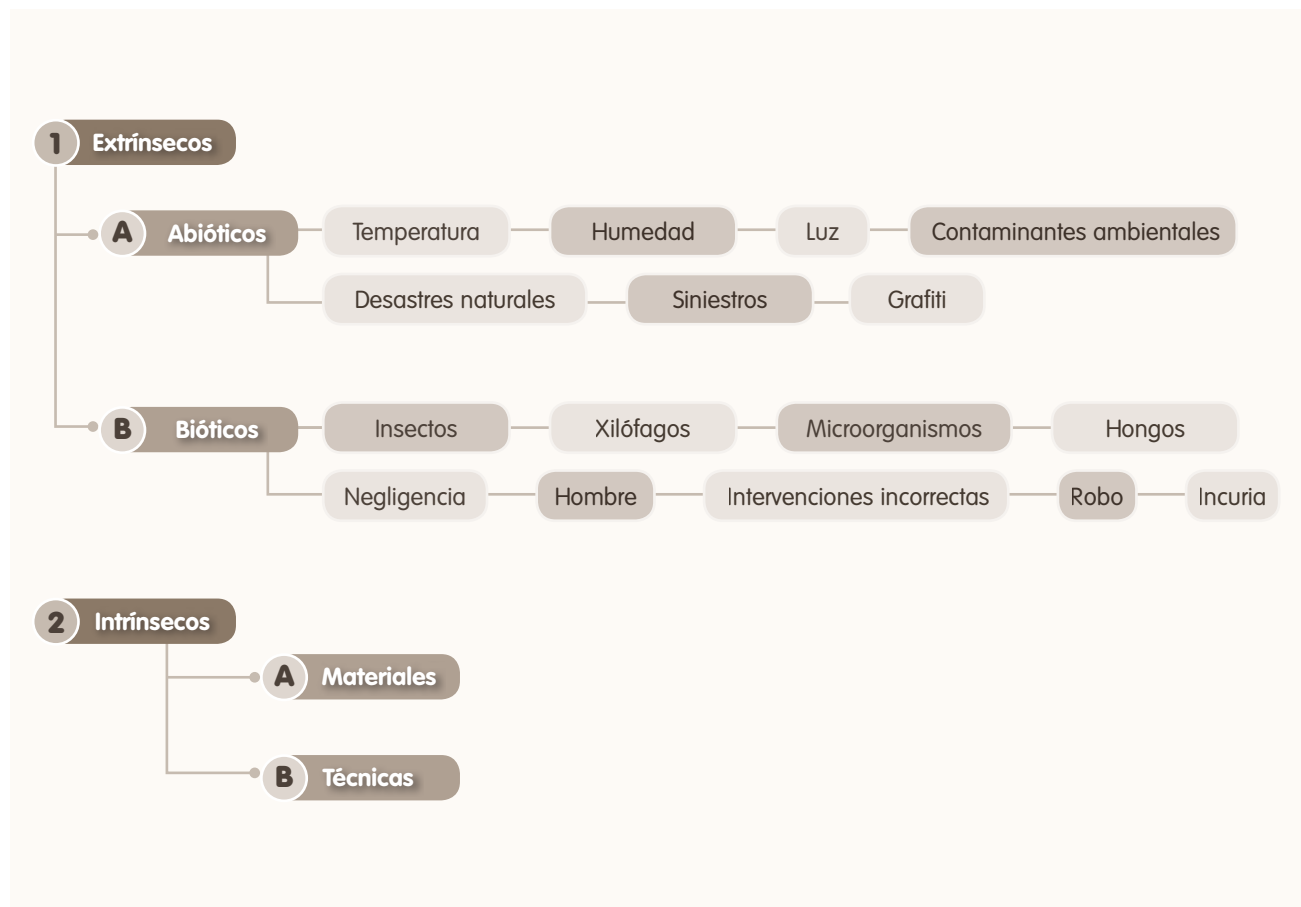 1 Extrínsecos
A Abióticos Temperatura Humedad Luz Contaminantes ambientales
Desastres naturales Siniestros Grafiti
B Bióticos Insectos Xilófagos Microorganismos Hongos
Negligencia Hombre Intervenciones incorrectas Robo Incuria
2 Intrínsecos
A Materiales
B Técnicas